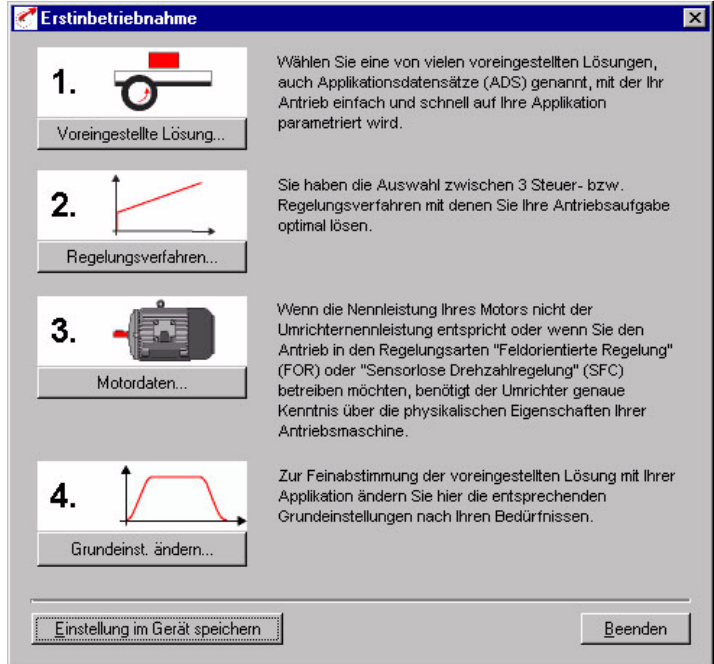 Erstinbetriebnahme
1.
Voreingestellte Lösung...
Wählen Sie eine von vielen voreingestellten Lösungen,
auch Applikationsdatensätze (ADS) genannt, mit der Ihr
Antrieb einfach und schnell auf Ihre Applikation
parametriert wird.
2.
Regelungsverfahren...
Sie haben die Auswahl zwischen 3 Steuer- bzw.
Regelungsverfahren mit denen Sie Ihre Antriebsaufgabe
optimal lösen.
3.
Motordaten...
Wenn die Nennleistung Ihres Motors nicht der
Umrichternennleistung entspricht oder wenn Sie den
Antrieb in den Regelungsarten "Feldorientierte Regelung"
(FOR) oder "Sensorlose Drehzahlregelung" (SFC)
betreiben möchten, benötigt der Umrichter genaue
Kenntnis über die physikalischen Eigenschaften Ihrer
Antriebsmaschine.
4.
Grundeinst. ändern...
Zur Feinabstimmung der voreingestellten Lösung mit Ihrer
Applikation ändern Sie hier die entsprechenden
Grundeinstellungen nach Ihren Bedürfnissen.
Einstellung im Gerät speichern
Beenden